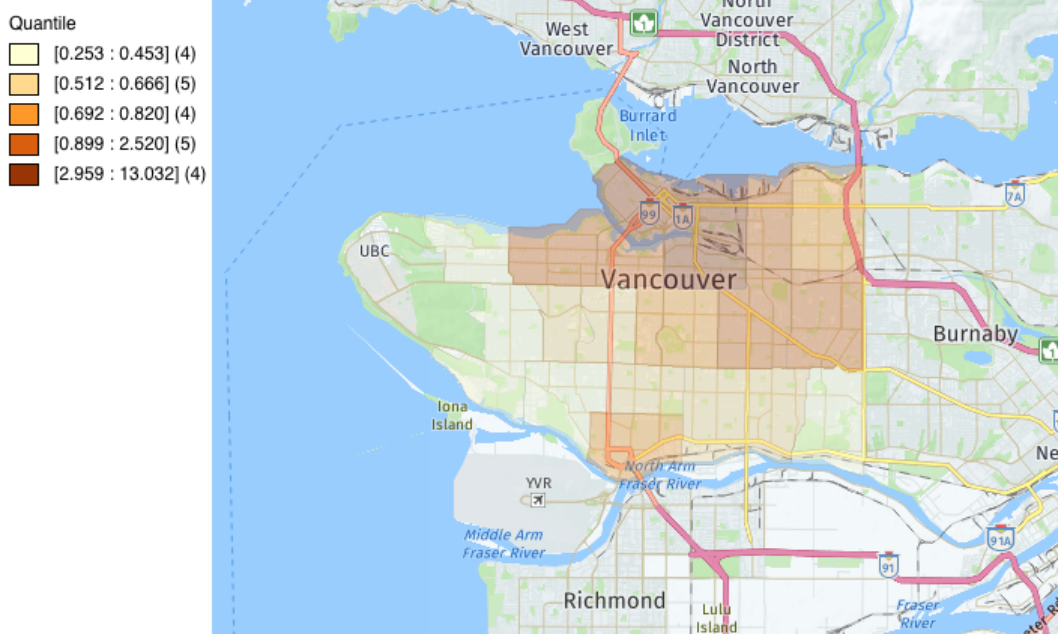 Quantile
[0.253 : 0.453] (4)
[0.512 : 0.666] (5)
[0.692 : 0.820] (4)
[0.899 : 2.520] (5)
[2.959 : 13.032] (4)
North
Vancouver
District
West
Vancouver
1
North
Vancouver
Burrard
Inlet
7A
99
1A
UBC
Vancouver
Burnaby
1
Iona
Island
Ne
North Arm
Fraser River
YVR
Middle Arm
Fraser River
91A
91
Richmond
Lulu
Island
Fraser
River